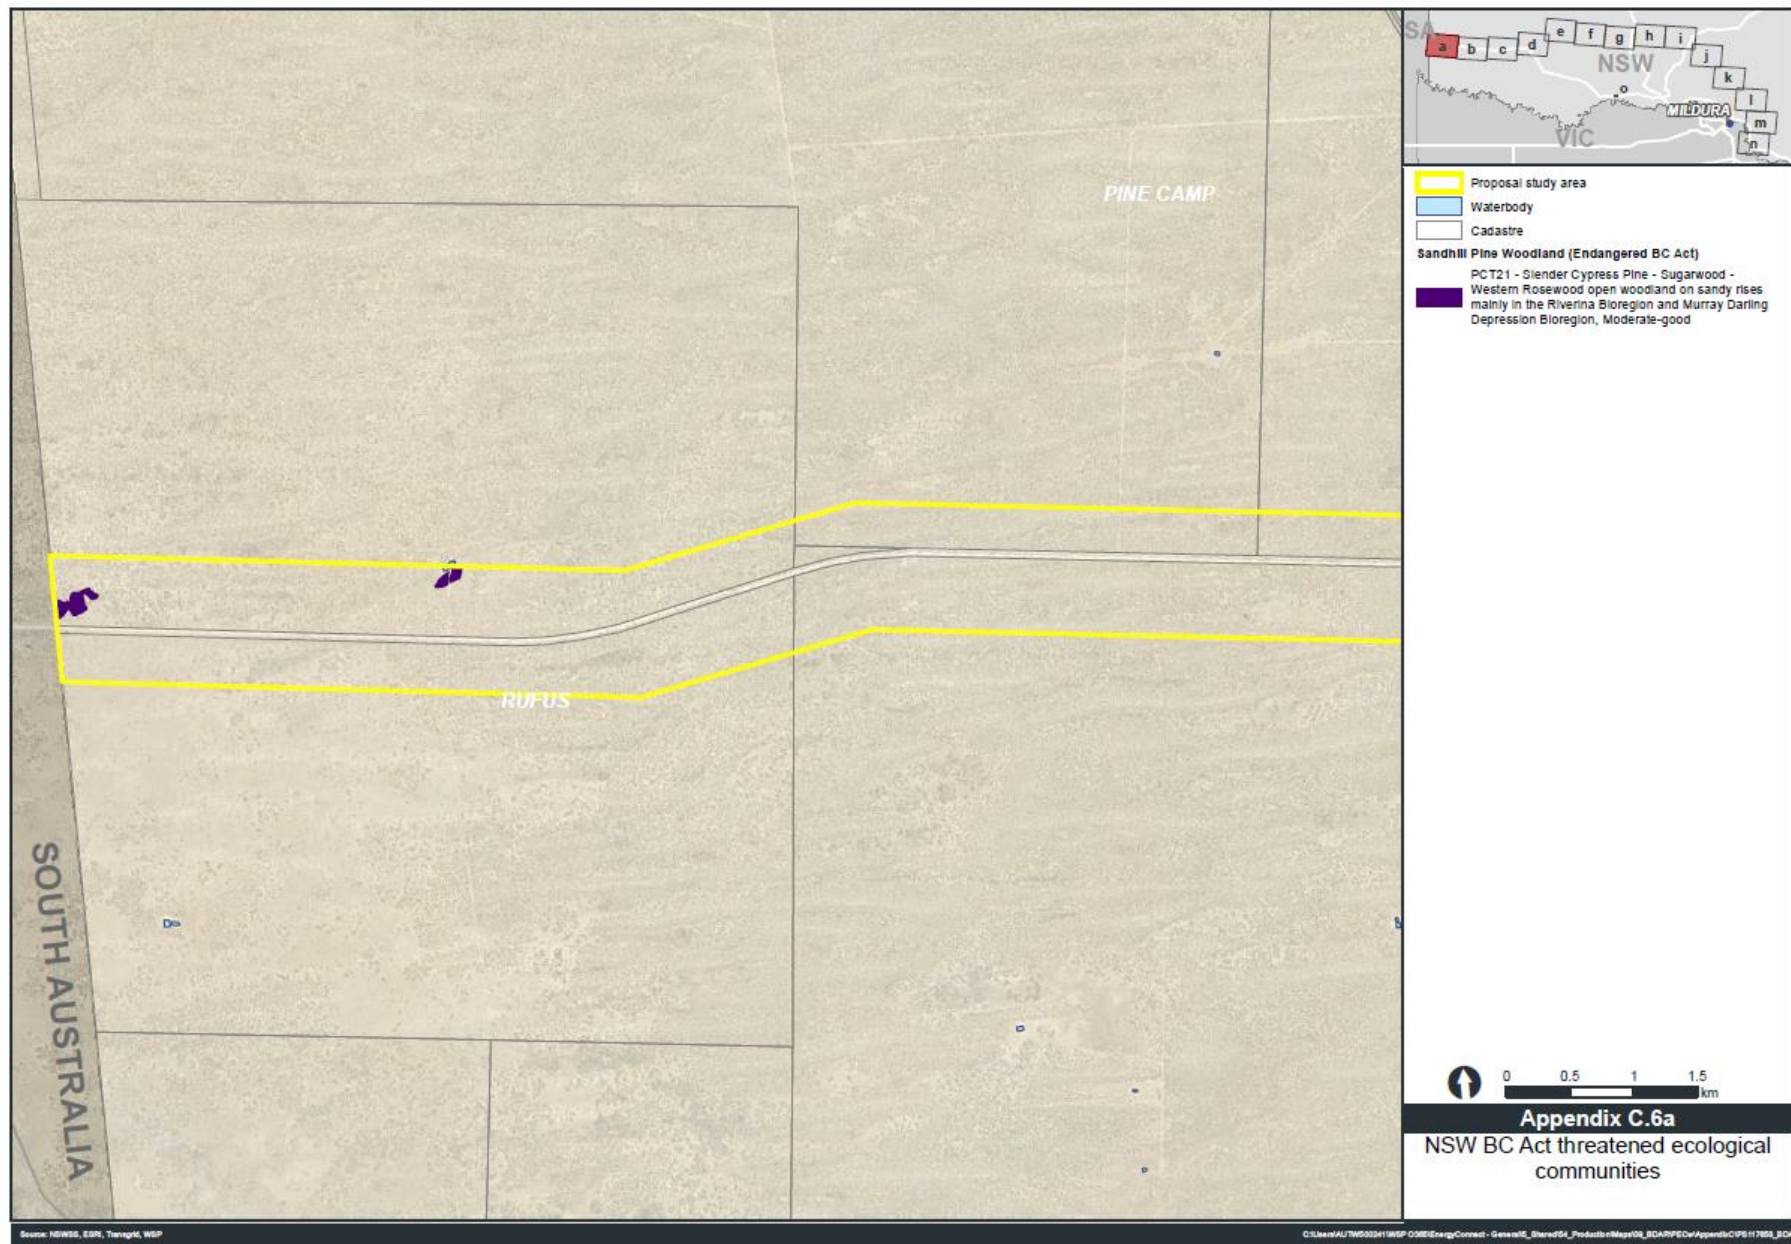 SA
a
b
c
d
e
f
g
h
i
j
k
l
m
n
o
NSW
MILDURA
VIC
PINE CAMP
RUFUS
SOUTH AUSTRALIA
Proposal study area
Waterbody
Cadastre
Sandhill Pine Woodland (Endangered BC Act)
PCT21 - Slender Cypress Pine - Sugarwood -
Western Rosewood open woodland on sandy rises
mainly in the Riverina Bioregion and Murray Darling
Depression Bioregion, Moderate-good
0 0.5 1 1.5
km
Appendix C.6a
NSW BC Act threatened ecological
communities
Source: NSWSS, ESRI, Transgrid, WSP